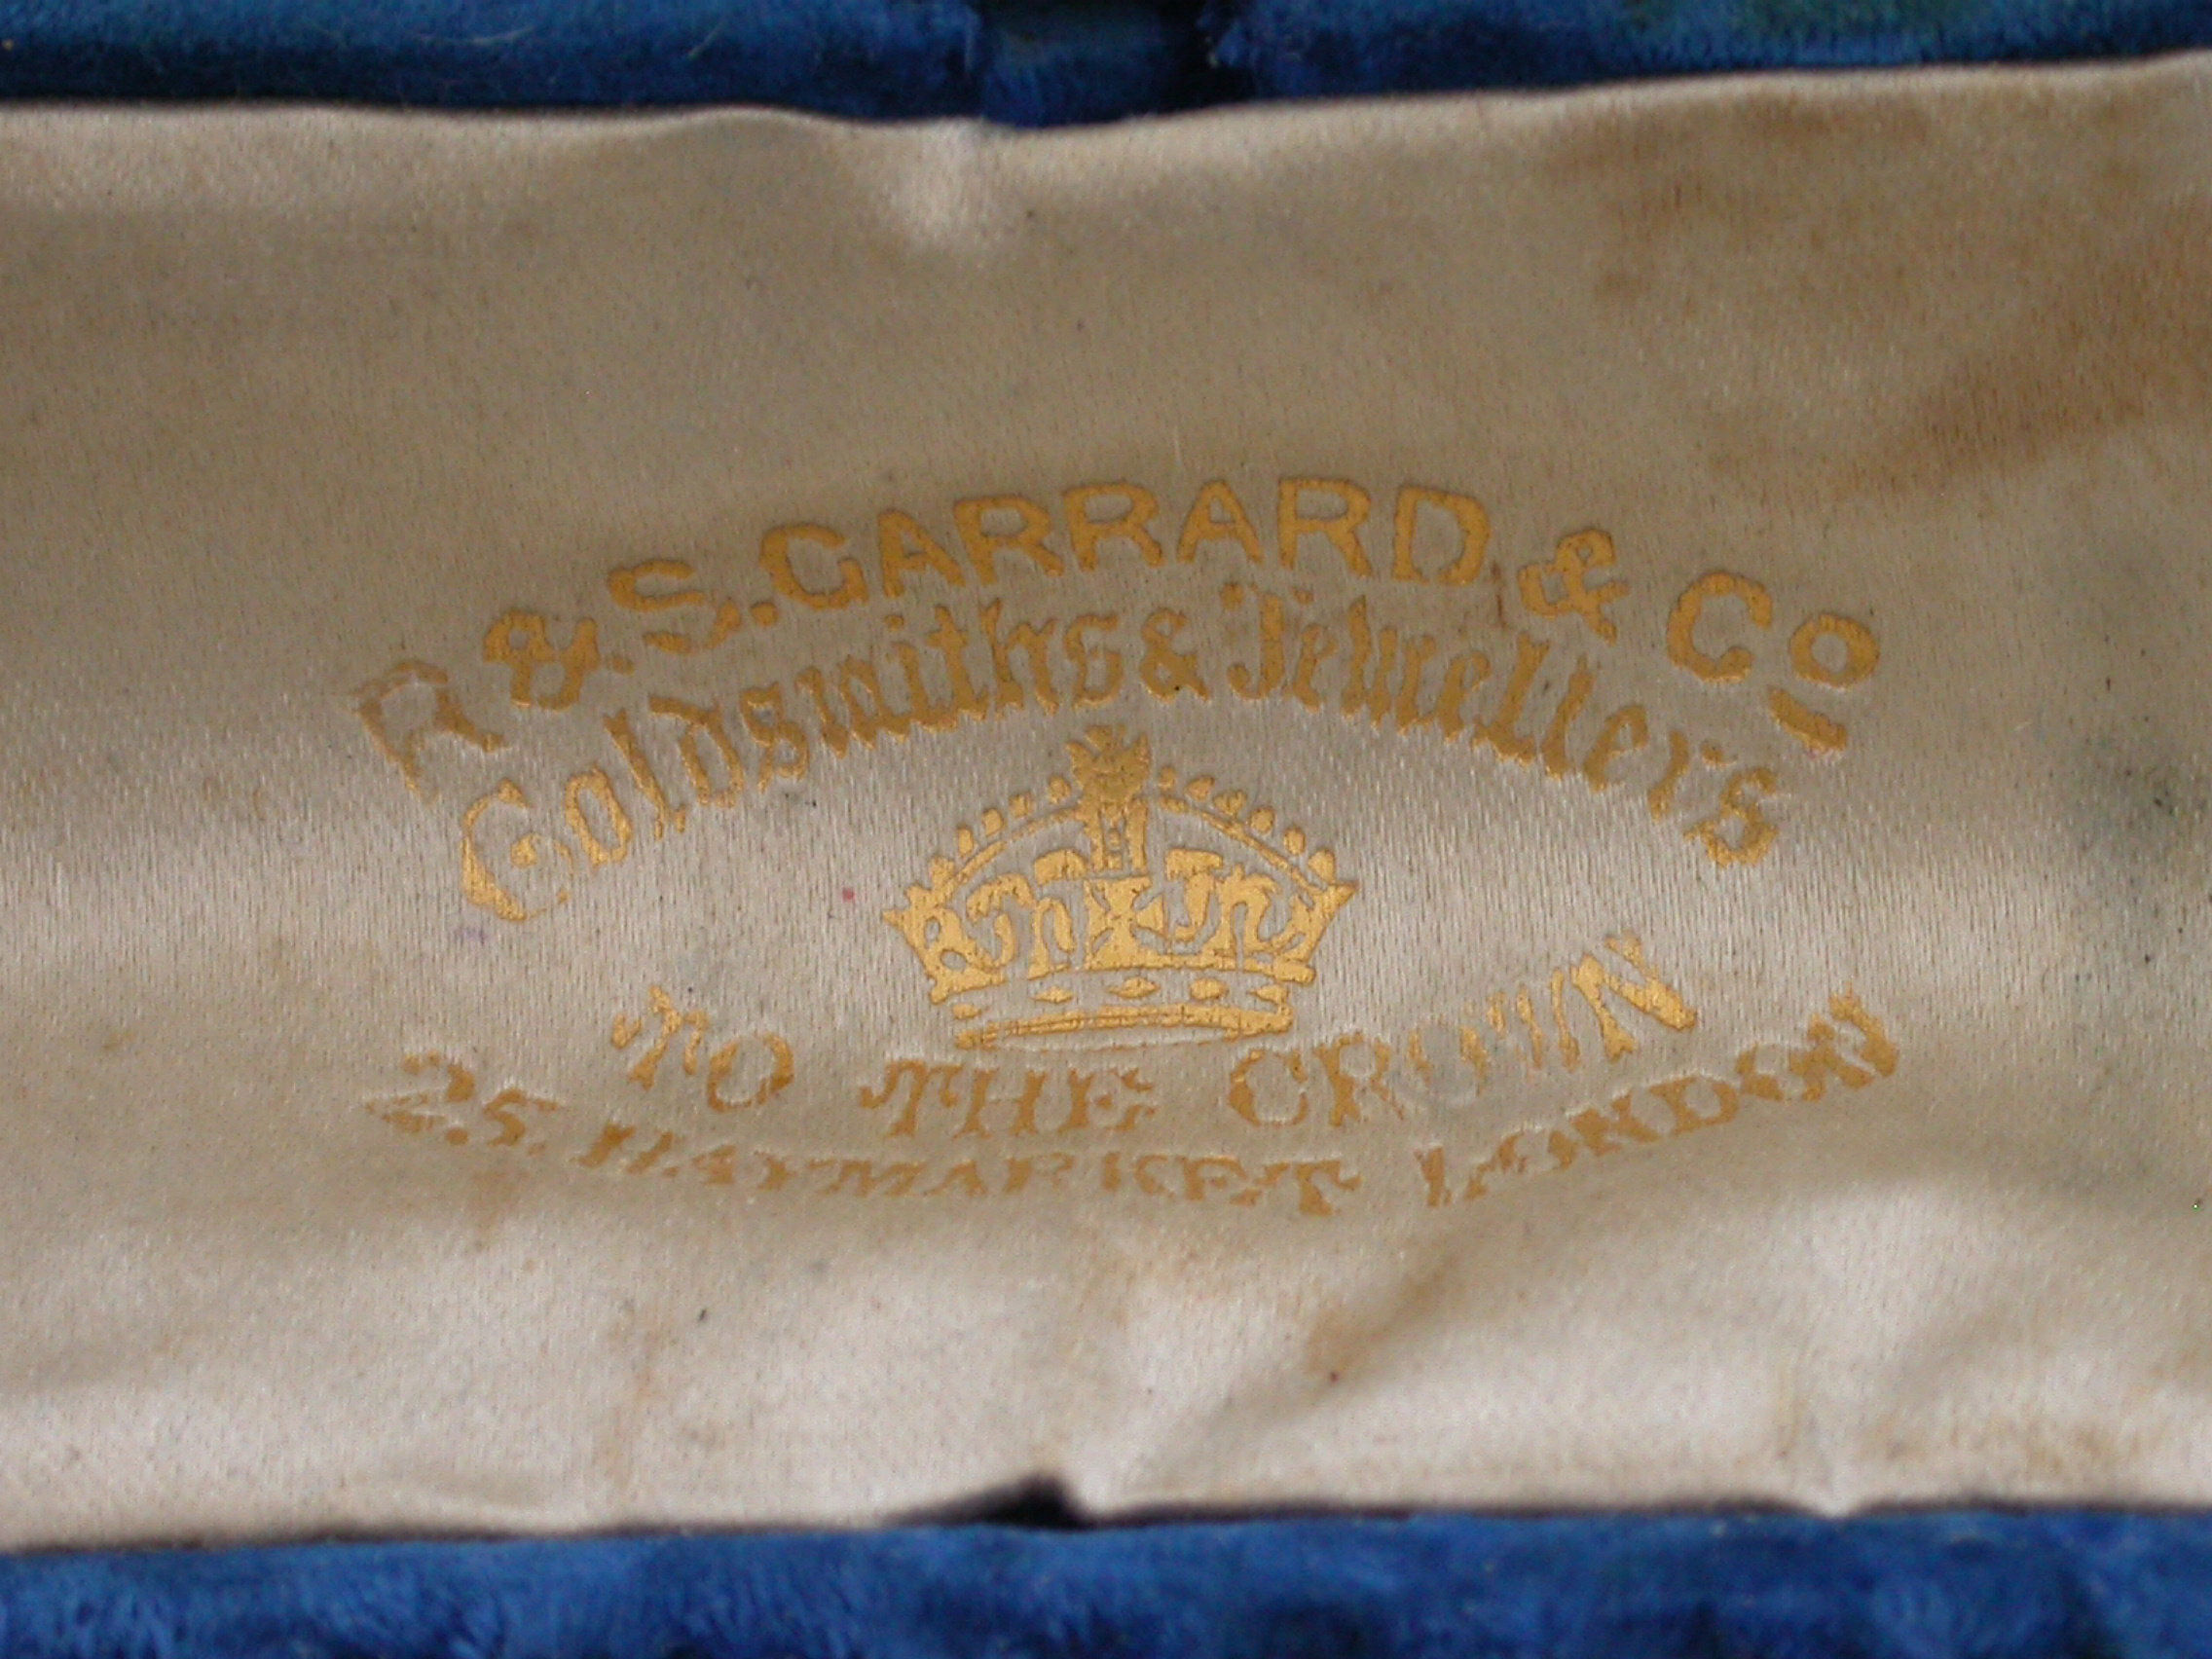 R & S. GARRARD & Co
Goldsmiths & Jewellers
TO THE CROWN
25. HAYMARKET LONDON